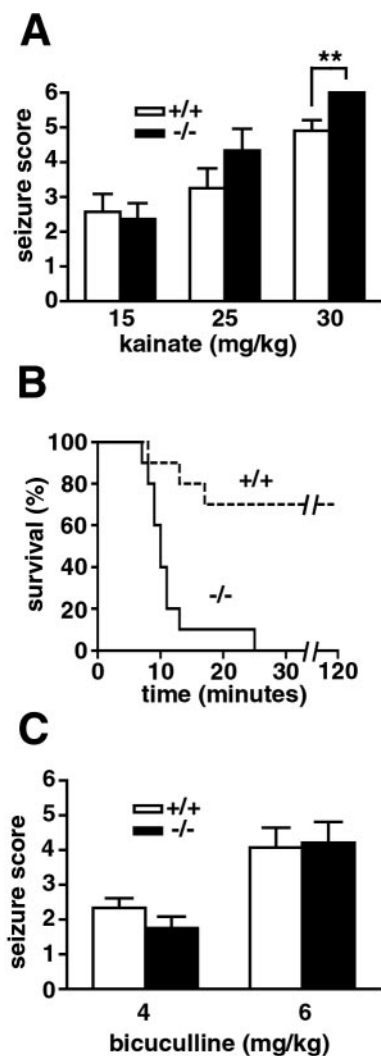 A
**
+/+
-/-
seizure score
6
5
4
3
2
1
0
15 25 30
kainate (mg/kg)
B
survival (%)
100
80
60
40
20
+/+
-/-
0 10 20 30 120
time (minutes)
C
seizure score
6
5
4
3
2
1
0
+/+
-/-
4 6
bicuculline (mg/kg)